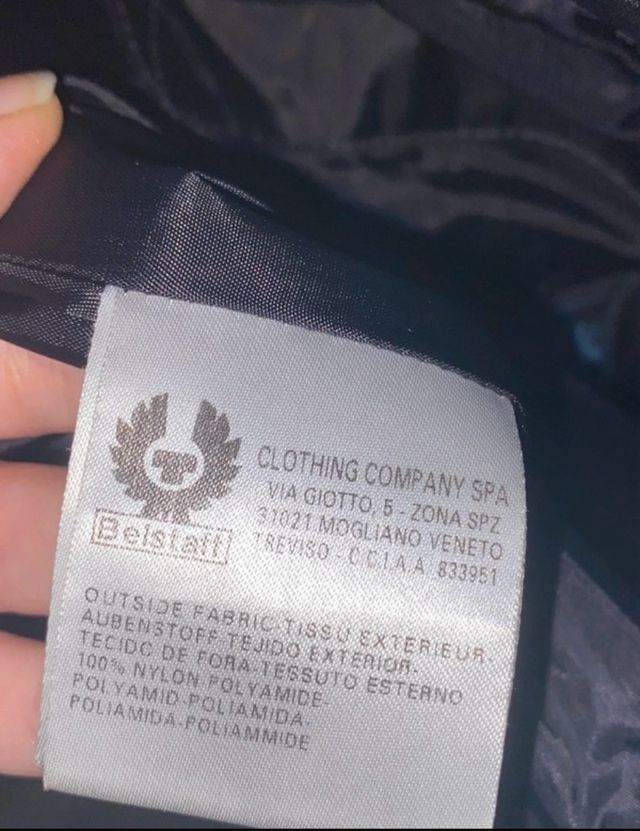 Belstaff
CLOTHING COMPANY SPA
VIA GIOTTO, 5 - ZONA SPZ
31021 MOGLIANO VENETO
TREVISO - C.C.I.A.A. 833951
OUTSIDE FABRIC-TISSU EXTERIEUR-
AUBENSTOFF-TEJIDO EXTERIOR-
TECIDO DE FORA-TESSUTO ESTERNO
100% NYLON POLYAMIDE-
POLYAMID-POLIAMIDA-
POLIAMIDA-POLIAMMIDE